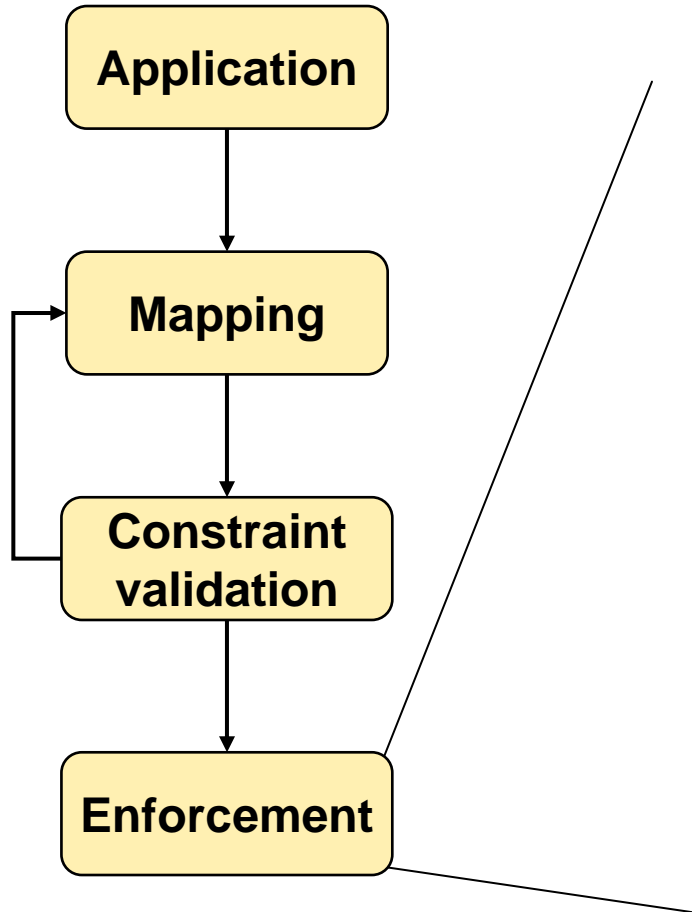 Application
Mapping
Constraint
validation
Enforcement